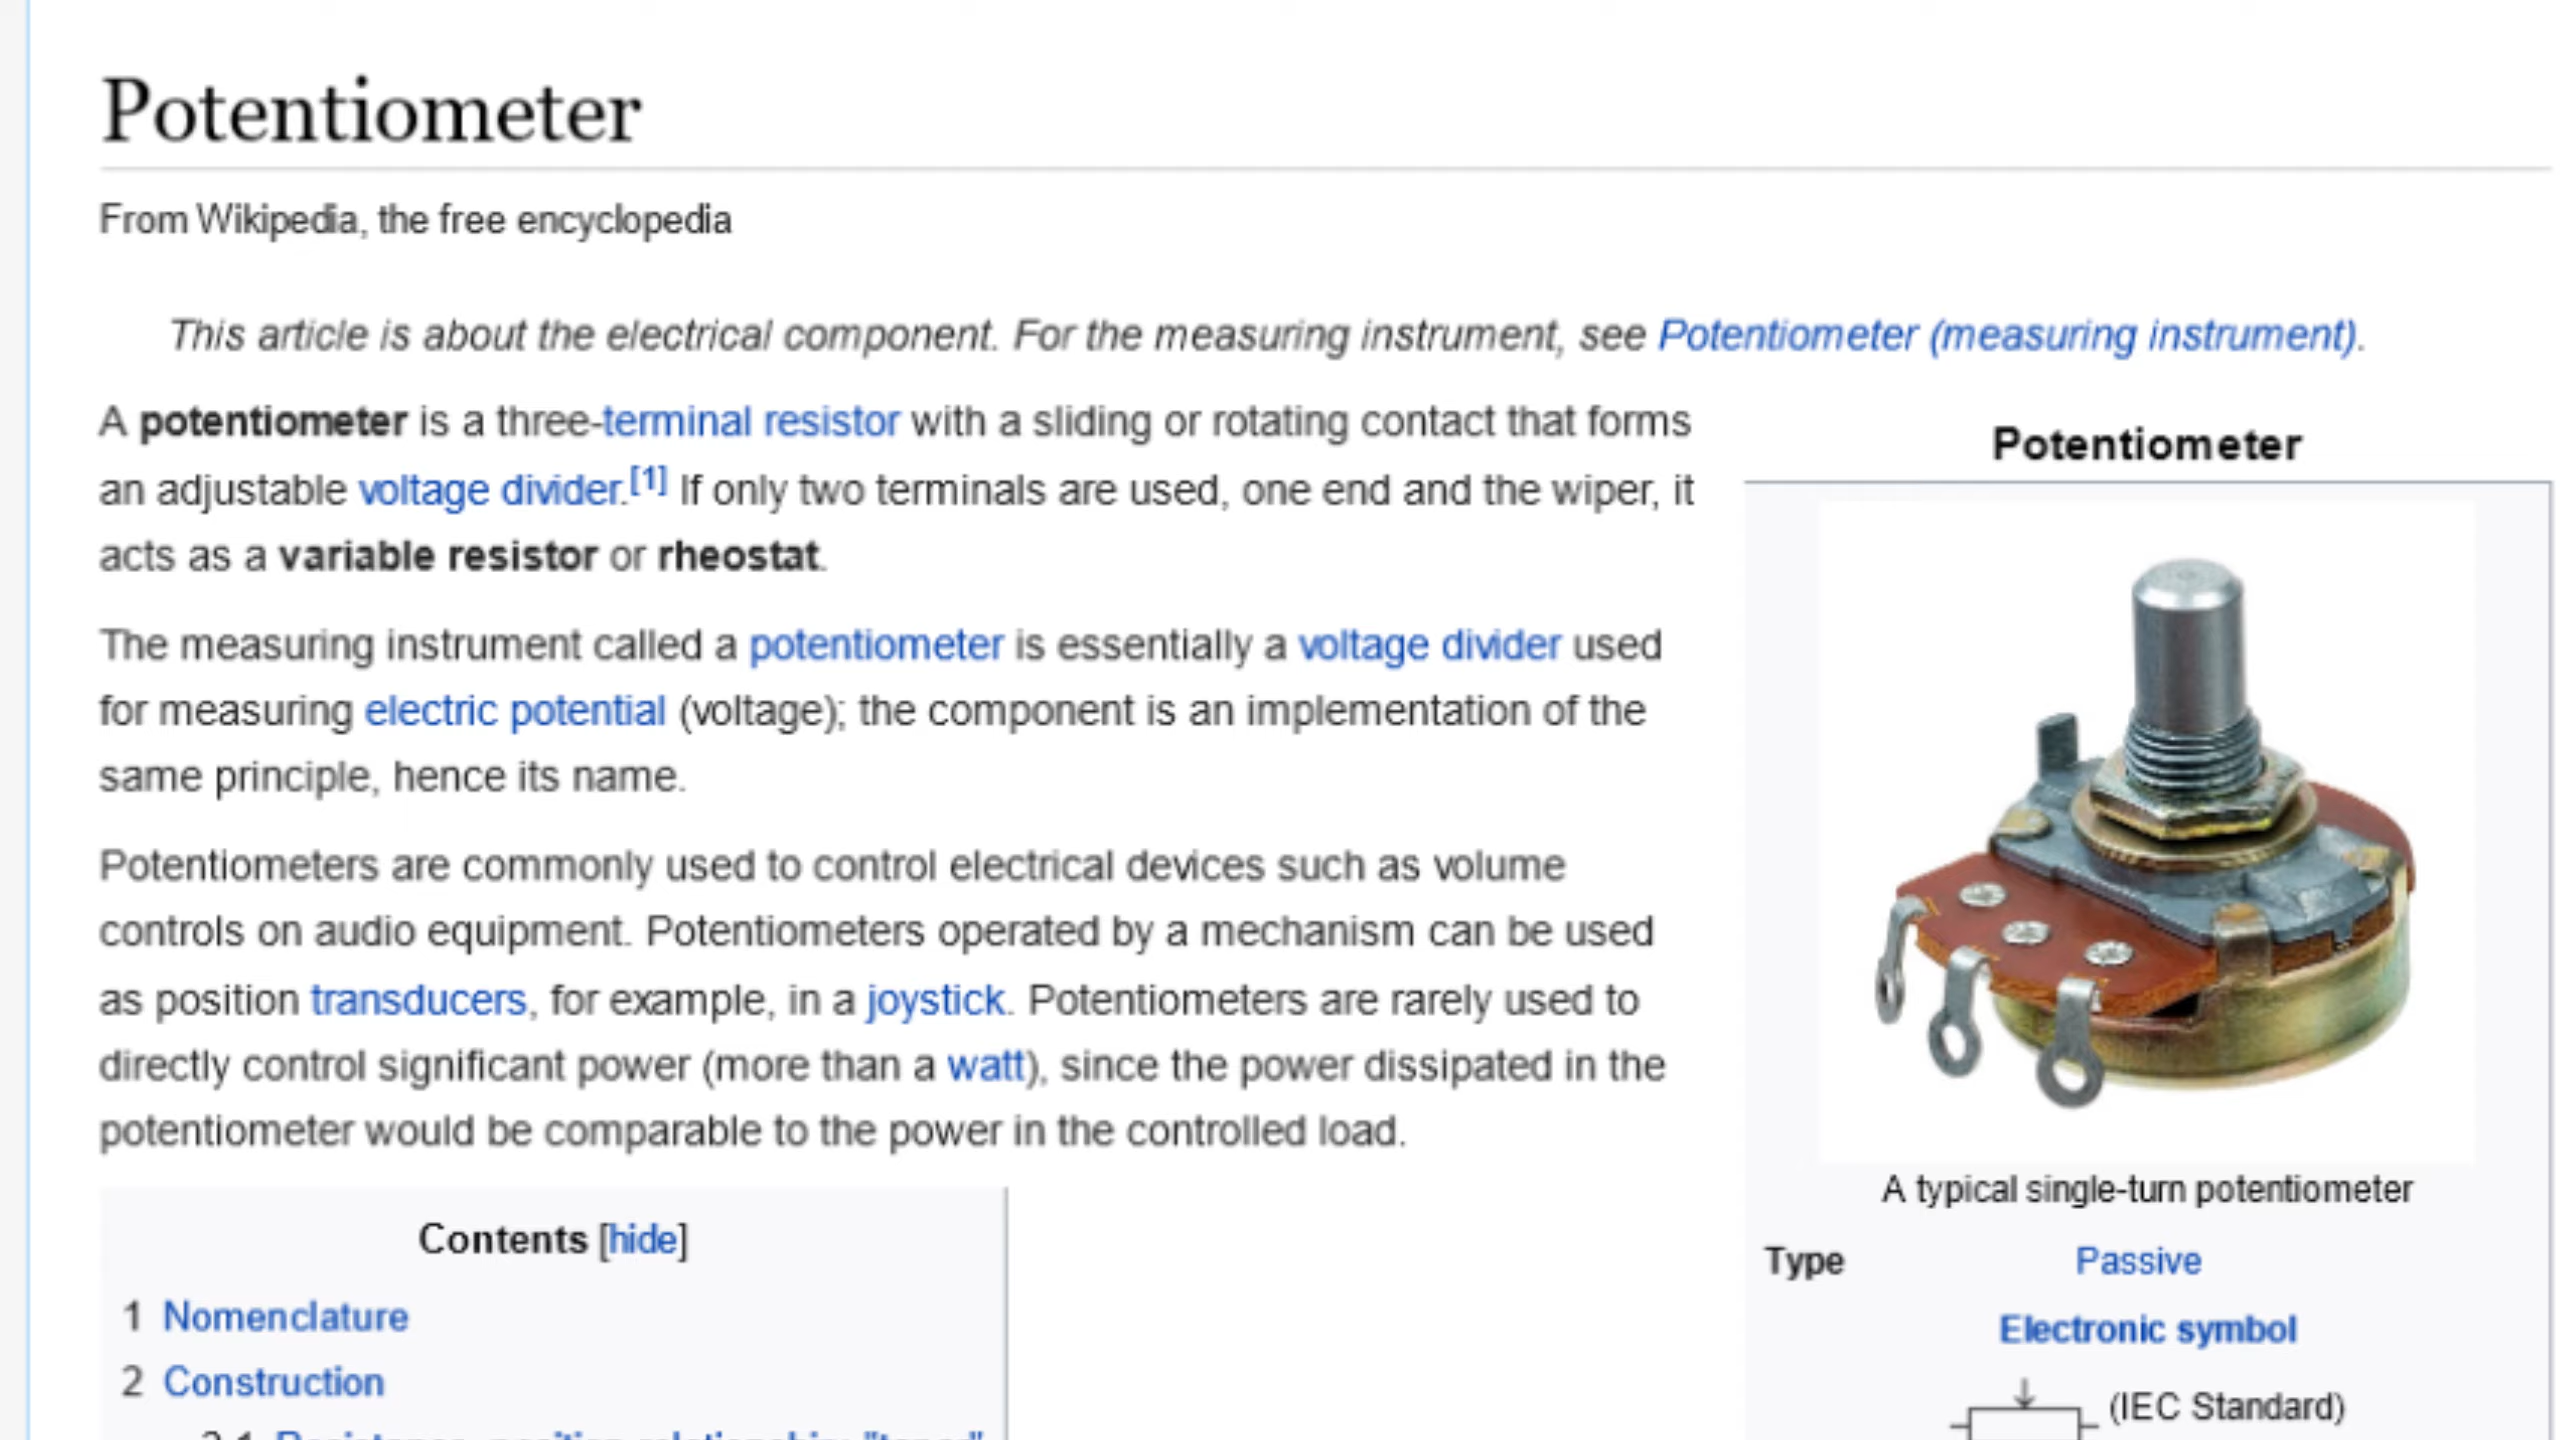 Potentiometer
From Wikipedia, the free encyclopedia
This article is about the electrical component. For the measuring instrument, see Potentiometer (measuring instrument).
A potentiometer is a three-terminal resistor with a sliding or rotating contact that forms
an adjustable voltage divider.[1] If only two terminals are used, one end and the wiper, it
acts as a variable resistor or rheostat.
The measuring instrument called a potentiometer is essentially a voltage divider used
for measuring electric potential (voltage); the component is an implementation of the
same principle, hence its name.
Potentiometers are commonly used to control electrical devices such as volume
controls on audio equipment. Potentiometers operated by a mechanism can be used
as position transducers, for example, in a joystick. Potentiometers are rarely used to
directly control significant power (more than a watt), since the power dissipated in the
potentiometer would be comparable to the power in the controlled load.
Contents [hide]
1 Nomenclature
2 Construction
2.1 Resistance–position relationship: "taper"
Potentiometer
A typical single-turn potentiometer
Type Passive
Electronic symbol
(IEC Standard)